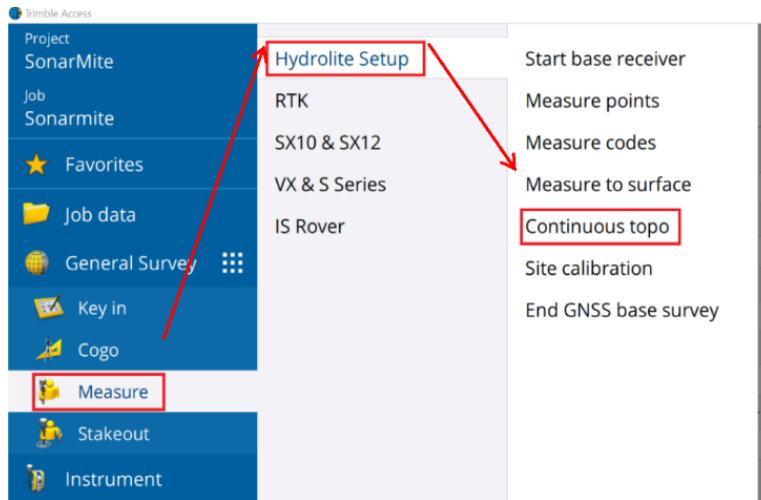 Trimble Access
Project
SonarMite
Job
Sonarmite
Favorites
Job data
General Survey
Key in
Cogo
Measure
Stakeout
Instrument
Hydrolite Setup
RTK
SX10 & SX12
VX & S Series
IS Rover
Start base receiver
Measure points
Measure codes
Measure to surface
Continuous topo
Site calibration
End GNSS base survey